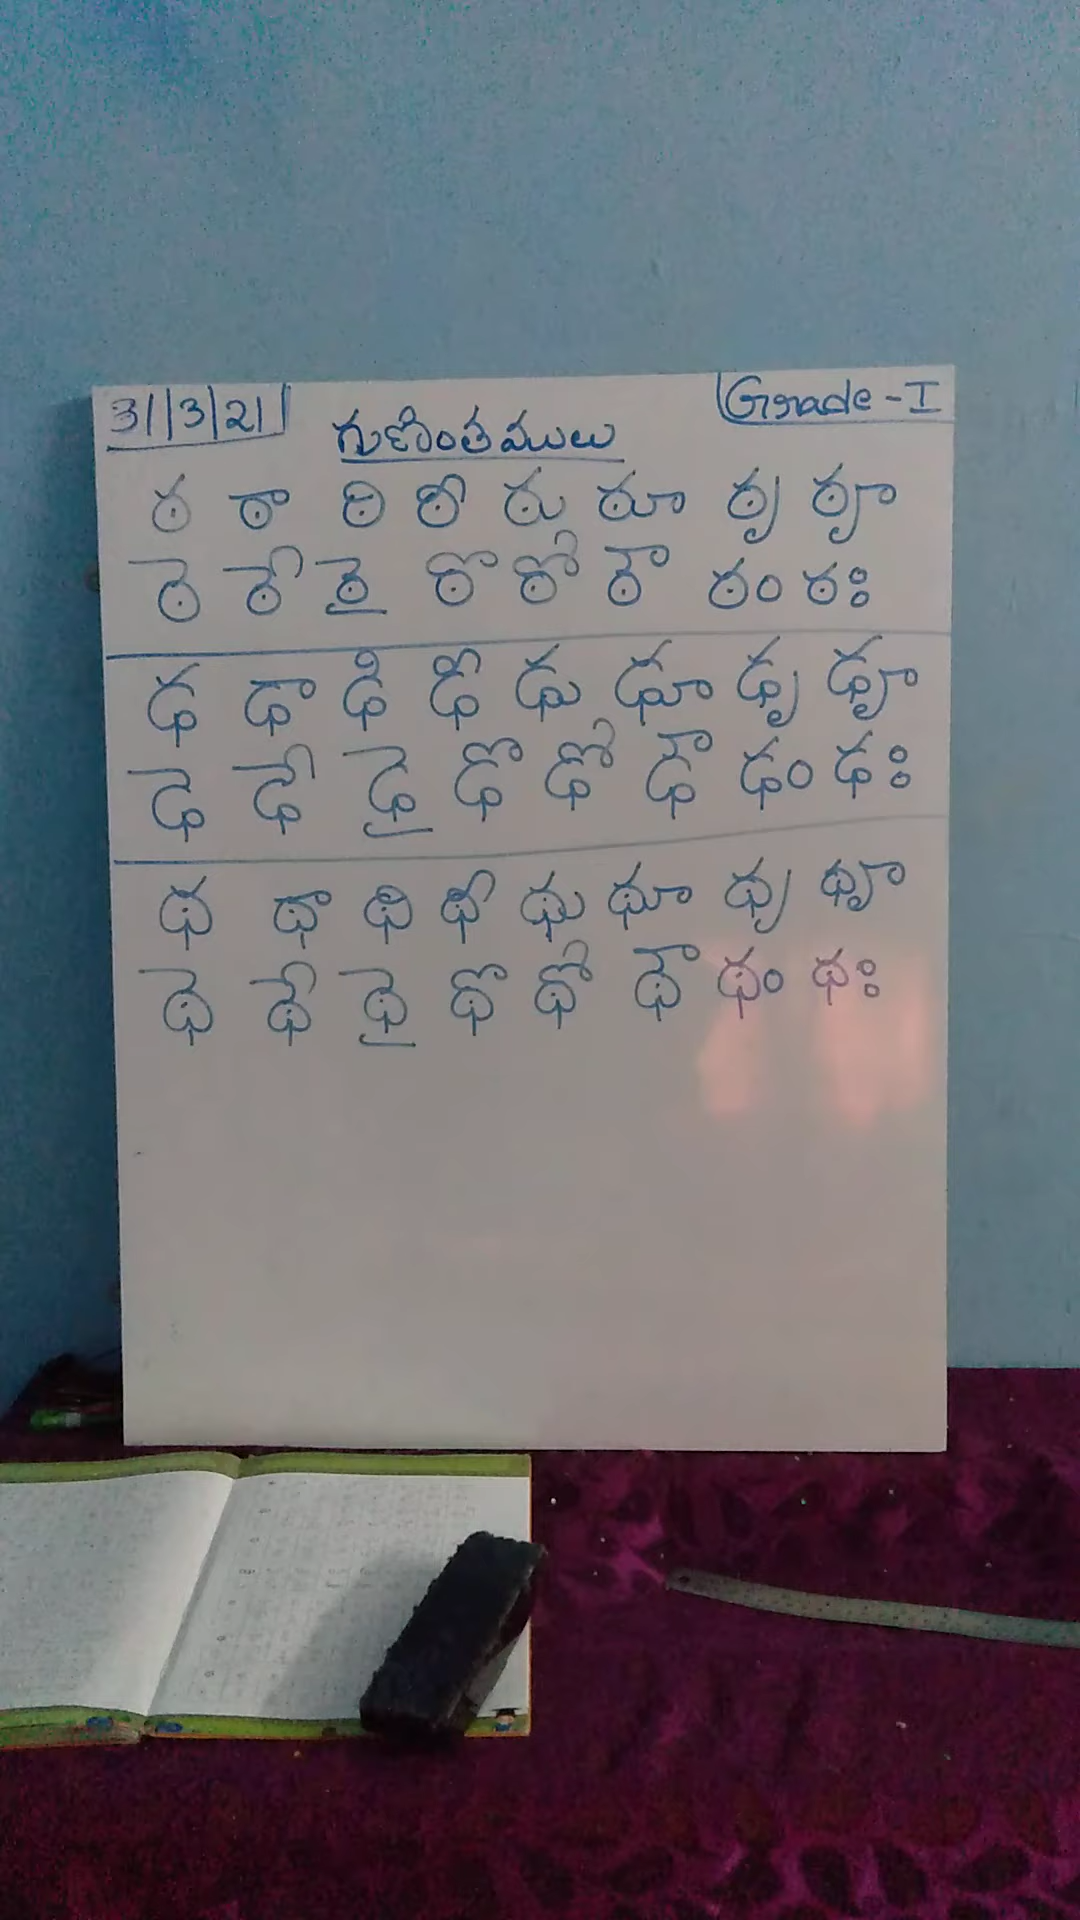 31/3/21
Grade - I
గుణింతములు
ఠ ఠా ఠి ఠీ ఠు ఠూ ఠృ ఠౄ
ఠె ఠే ఠై ఠొ ఠో ఠౌ ఠం ఠః
ఢ ఢా ఢి ఢీ ఢు ఢూ ఢృ ఢౄ
ఢె ఢే ఢై ఢొ ఢో ఢౌ ఢం ఢః
థ థా థి థీ థు థూ థృ థౄ
థె థే థై థొ థో థౌ థం థః